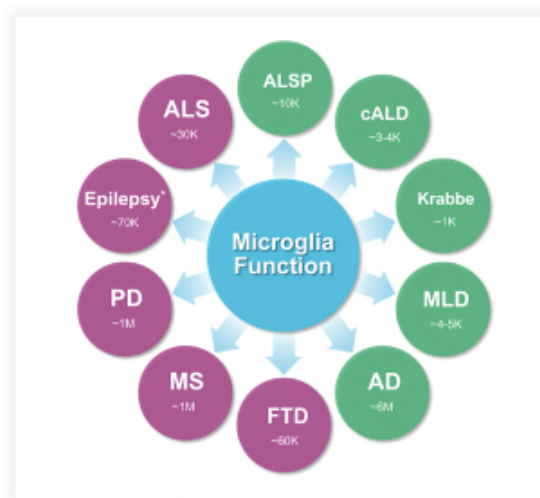 ALSP
~10K
cALD
~3-4K
Krabbe
~1K
MLD
~4-5K
AD
~6M
FTD
~60K
MS
~1M
PD
~1M
Epilepsy*
~70K
ALS
~30K
Microglia
Function